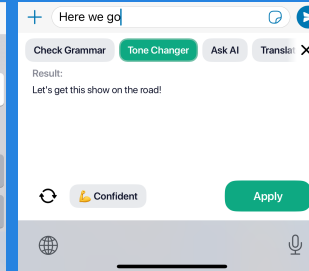 Here we go
Check Grammar Tone Changer Ask AI
Result:
Let's get this show on the road!
💪 Confident
Apply